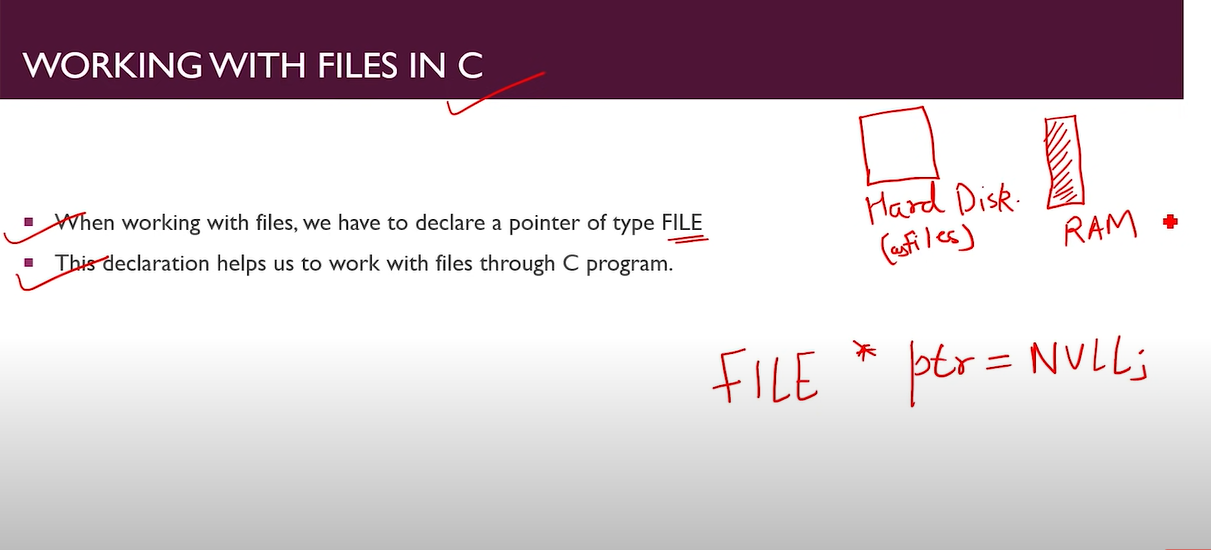 WORKING WITH FILES IN C
When working with files, we have to declare a pointer of type FILE
This declaration helps us to work with files through C program.
Hard Disk.
(as files)
RAM
FILE * ptr = NULL;